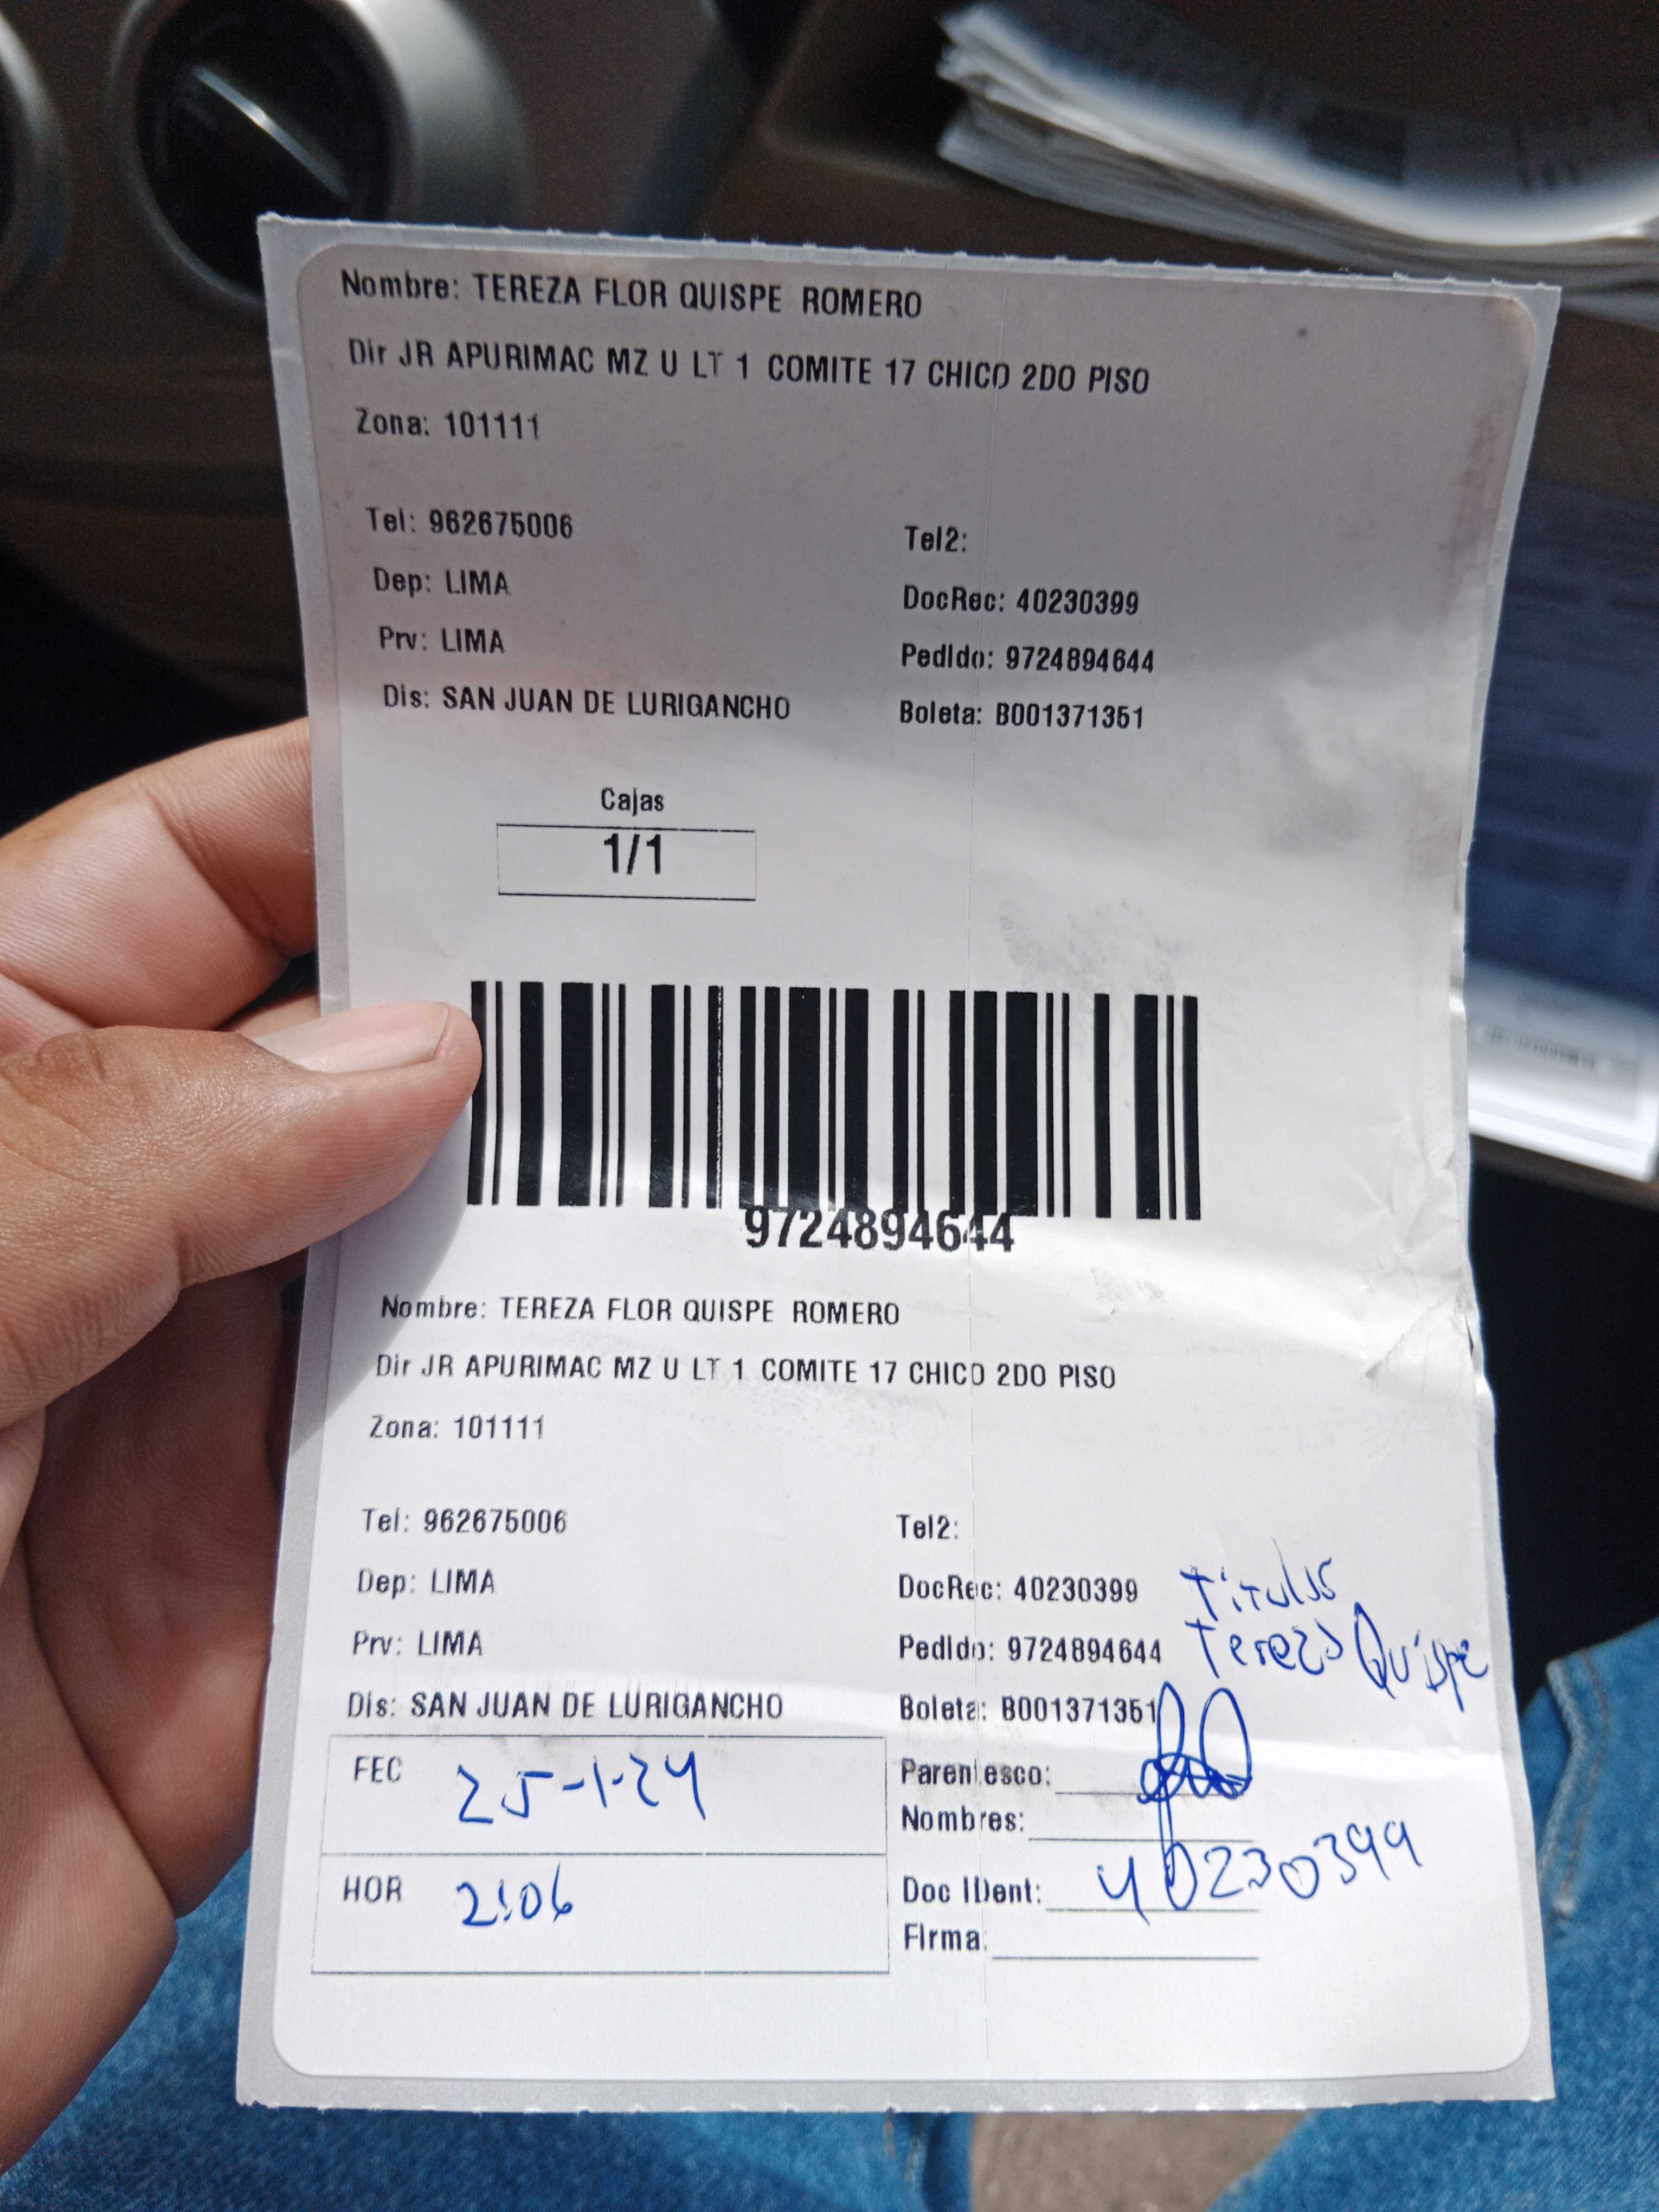 Nombre: TEREZA FLOR QUISPE ROMERO
Dir JR APURIMAC MZ U LT 1 COMITE 17 CHICO 2DO PISO
Zona: 101111
Tel: 962675006 Tel2:
Dep: LIMA DocRec: 40230399
Prv: LIMA Pedido: 9724894644
Dis: SAN JUAN DE LURIGANCHO Boleta: B001371351
Cajas
1/1
9724894644
Nombre: TEREZA FLOR QUISPE ROMERO
Dir JR APURIMAC MZ U LT 1 COMITE 17 CHICO 2DO PISO
Zona: 101111
Tel: 962675006 Tel2:
Dep: LIMA DocRec: 40230399 Titular
Prv: LIMA Pedido: 9724894644 Tereza Quispe
Dis: SAN JUAN DE LURIGANCHO Boleta: B001371351
FEC 25-1-24 Parentesco:
Nombres:
HOR 2:06 Doc IDent: 40230399
Firma: